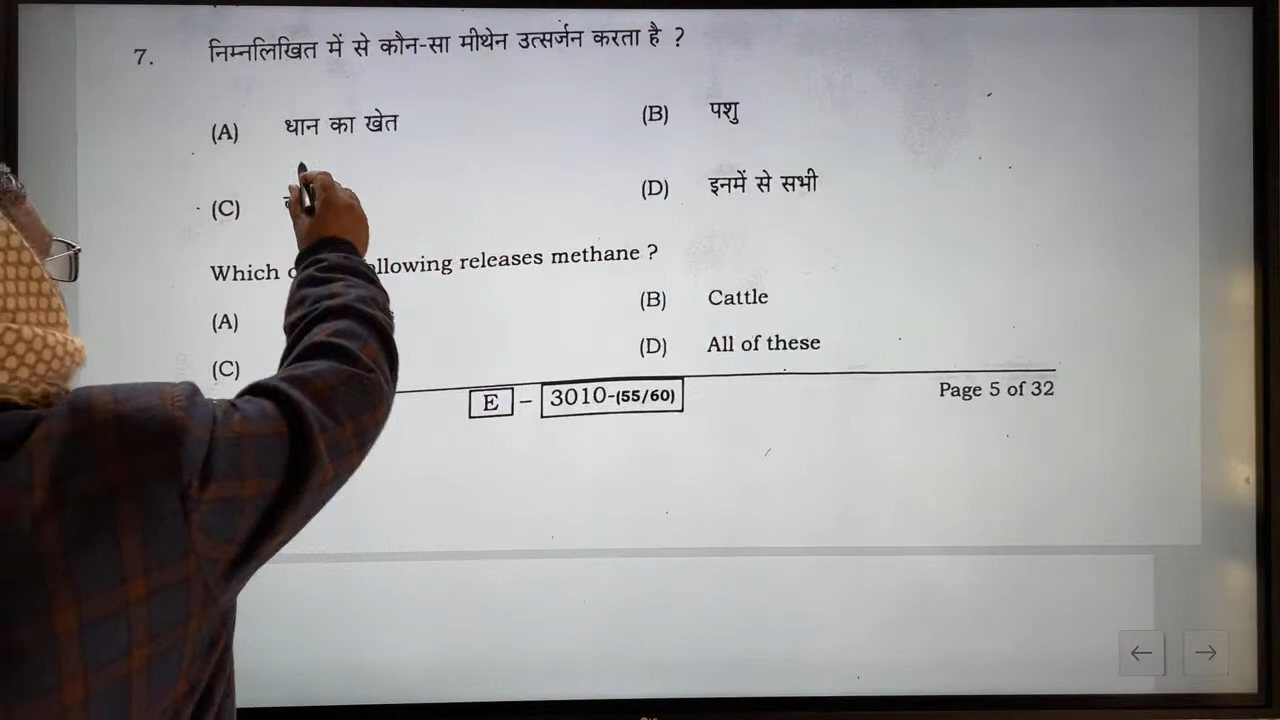 7. निम्नलिखित में से कौन-सा मीथेन उत्सर्जन करता है ?
(A) धान का खेत (B) पशु
(C) (D) इनमें से सभी
Which following releases methane ?
(A) (B) Cattle
(C) (D) All of these
E – 3010-(55/60) Page 5 of 32